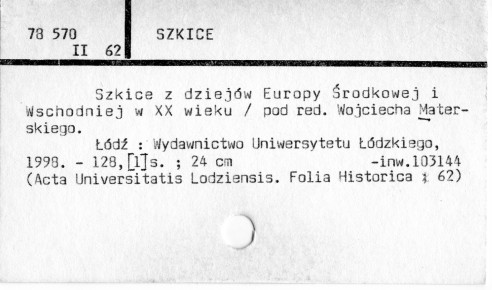 78 570 SZKICE
II 62
Szkice z dziejów Europy Środkowej i
Wschodniej w XX wieku / pod red. Wojciecha Mater-
skiego.
Łódź : Wydawnictwo Uniwersytetu Łódzkiego,
1998. - 128,[1]s. ; 24 cm -inw.103144
(Acta Universitatis Lodziensis. Folia Historica ; 62)